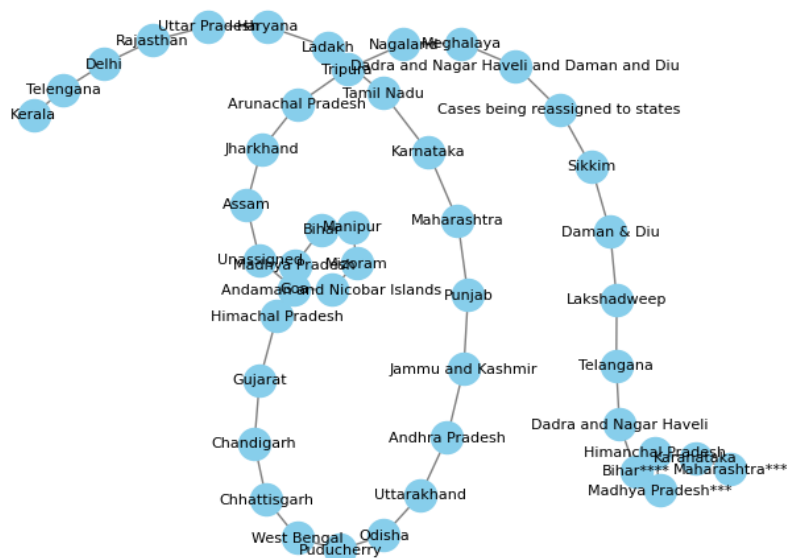 Kerala
Telengana
Delhi
Rajasthan
Uttar Pradesh
Haryana
Ladakh
Tripura
Nagaland
Meghalaya
Dadra and Nagar Haveli and Daman and Diu
Tamil Nadu
Arunachal Pradesh
Cases being reassigned to states
Jharkhand
Karnataka
Sikkim
Assam
Maharashtra
Bihar
Manipur
Daman & Diu
Unassigned
Madhya Pradesh
Mizoram
Goa
Andaman and Nicobar Islands
Punjab
Lakshadweep
Himachal Pradesh
Gujarat
Jammu and Kashmir
Telangana
Chandigarh
Andhra Pradesh
Dadra and Nagar Haveli
Himanchal Pradesh
Karanataka
Bihar****
Maharashtra***
Madhya Pradesh***
Chhattisgarh
Uttarakhand
West Bengal
Odisha
Puducherry